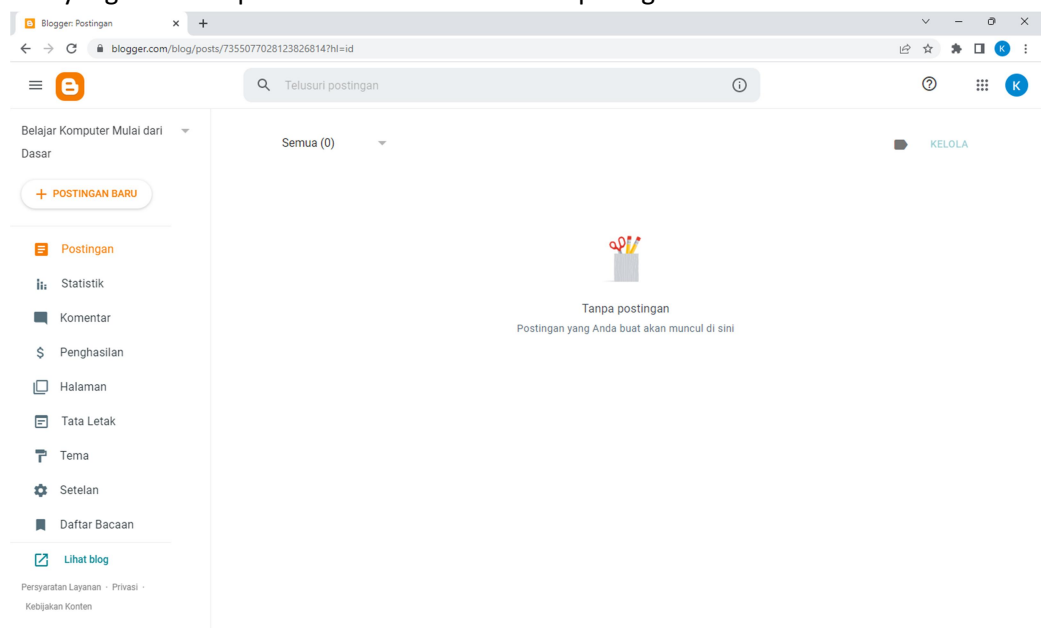 Blogger: Postingan
blogger.com/blog/posts/7355077028123826814?hl=id
K
Telusuri postingan
K
Belajar Komputer Mulai dari
Dasar
Semua (0)
KELOLA
+ POSTINGAN BARU
Postingan
Statistik
Komentar
Penghasilan
Halaman
Tata Letak
Tema
Setelan
Daftar Bacaan
Lihat blog
Persyaratan Layanan · Privasi ·
Kebijakan Konten
Tanpa postingan
Postingan yang Anda buat akan muncul di sini